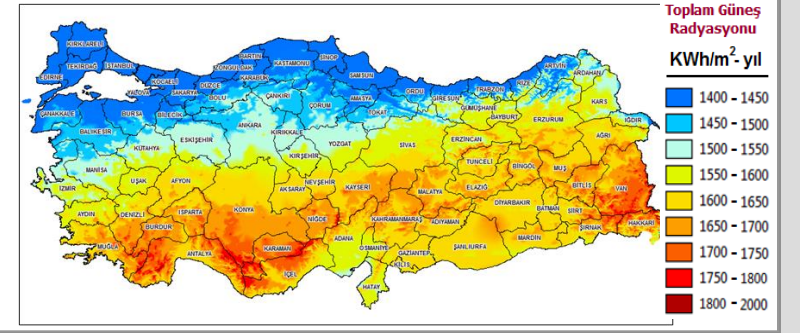 Toplam Güneş
Radyasyonu
KWh/m²- yıl
1400 - 1450
1450 - 1500
1500 - 1550
1550 - 1600
1600 - 1650
1650 - 1700
1700 - 1750
1750 - 1800
1800 - 2000
KIRKLARELİ
TEKİRDAĞ İSTANBUL
EDİRNE
KOCAELİ
YALOVA SAKARYA DÜZCE
BOLU
ZONGULDAK
BARTIN
KARABÜK
KASTAMONU
SİNOP
SAMSUN
ÇANKIRI
ÇORUM
AMASYA
TOKAT
ORDU
GİRESUN
TRABZON
RİZE
ARTVİN
ARDAHAN
GÜMÜŞHANE
BAYBURT
KARS
IĞDIR
ERZURUM
AĞRI
ÇANAKKALE
BALIKESİR
BURSA
BİLECİK
ESKİŞEHİR
ANKARA
KIRIKKALE
KÜTAHYA
KIRŞEHİR
YOZGAT
SİVAS
ERZİNCAN
TUNCELİ
BİNGÖL
MUŞ
BİTLİS
VAN
MANİSA
İZMİR
UŞAK
AFYON
AKSARAY
NEVŞEHİR
KAYSERİ
MALATYA
ELAZIĞ
DİYARBAKIR
BATMAN
SİİRT
ŞIRNAK
HAKKARİ
AYDIN
DENİZLİ
ISPARTA
BURDUR
KONYA
NİĞDE
KAHRAMANMARAŞ
ADIYAMAN
MARDİN
ŞANLIURFA
MUĞLA
ANTALYA
KARAMAN
İÇEL
ADANA
OSMANİYE
GAZİANTEP
KİLİS
HATAY